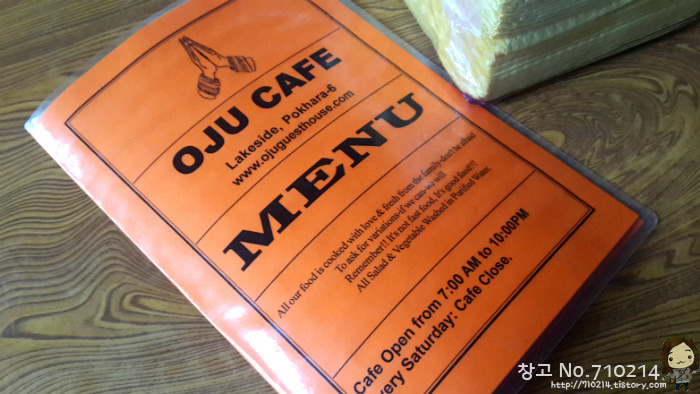 OJU CAFE
Lakeside, Pokhara-6
www.ojuguesthouse.com
MENU
All our food is cooked with love & fresh from the family-don't be afraid
To ask for variations-if we can-we will
Remember!! It's not fast food. It's good food!!!
All Salad & Vegetable Washed in Purified Water.
Cafe Open from 7:00 AM to 10:00PM
very Saturday: Cafe Close.
창고 No.710214
http://710214.tistory.com/